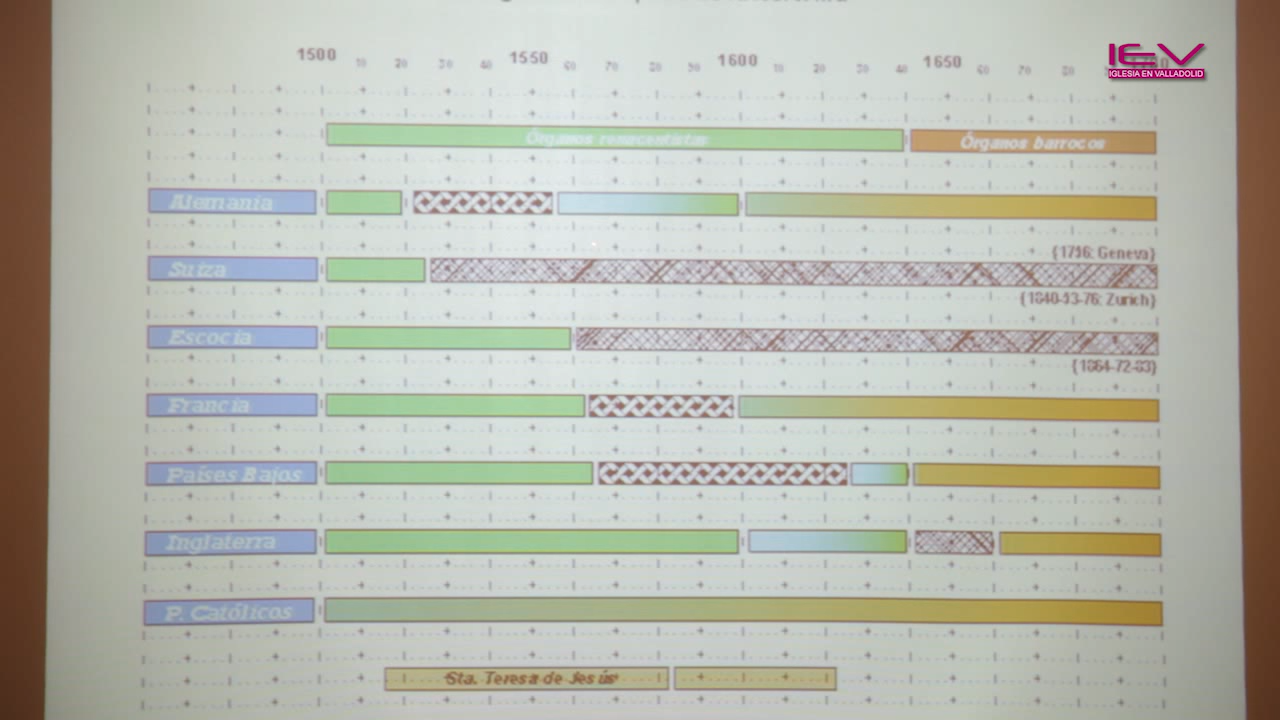 1500 10 20 30 40 1550 60 70 80 90 1600 10 20 30 40 1650 60 70 80
IEV
IGLESIA EN VALLADOLID
Órganos renacentistas Órganos barrocos
Alemania
(1756: Geneva)
Suiza
(1840-53-76: Zurich)
Escocia
(1864-72-83)
Francia
Países Bajos
Inglaterra
P. Católicos
Sta. Teresa de Jesús